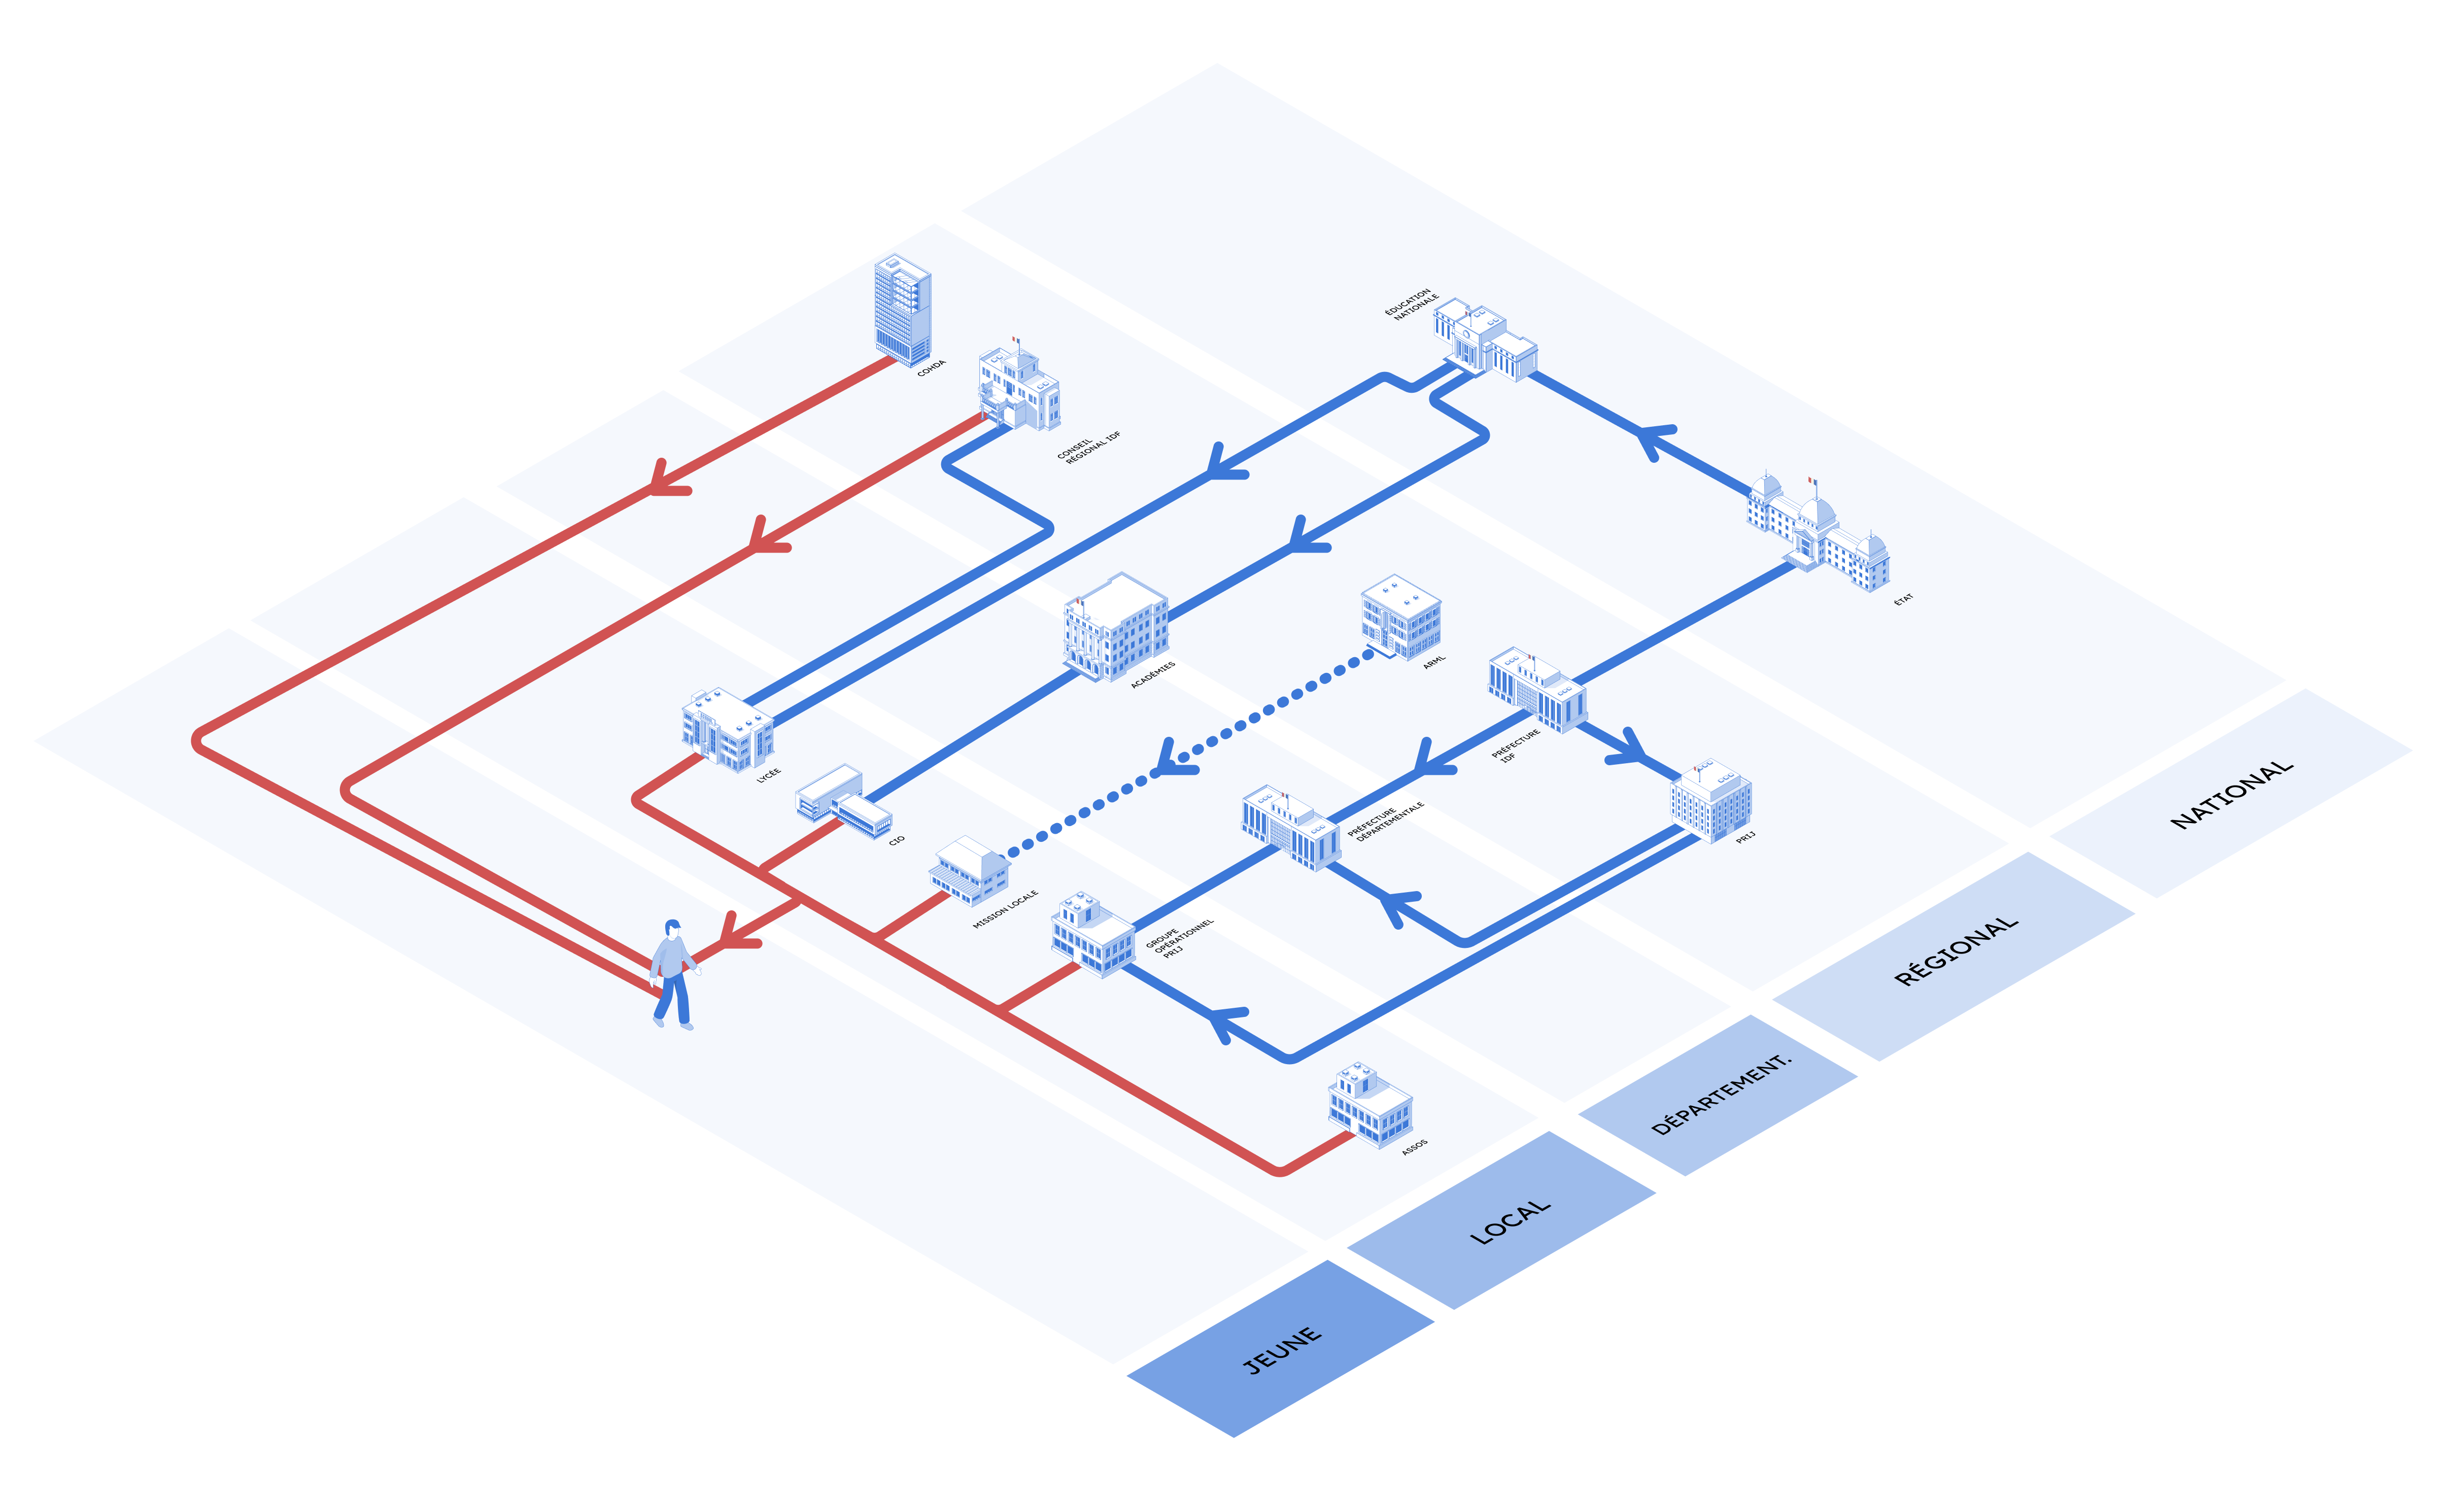 COHDA
CONSEIL
RÉGIONAL IDF
ÉDUCATION
NATIONALE
ÉTAT
ACADÉMIES
ARML
PRÉFECTURE
IDF
LYCÉE
CIO
MISSION LOCALE
PRÉFECTURE
DÉPARTEMENTALE
PRIJ
GROUPE
OPÉRATIONNEL
PRIJ
ASSOS
NATIONAL
RÉGIONAL
DÉPARTEMENT.
LOCAL
JEUNE